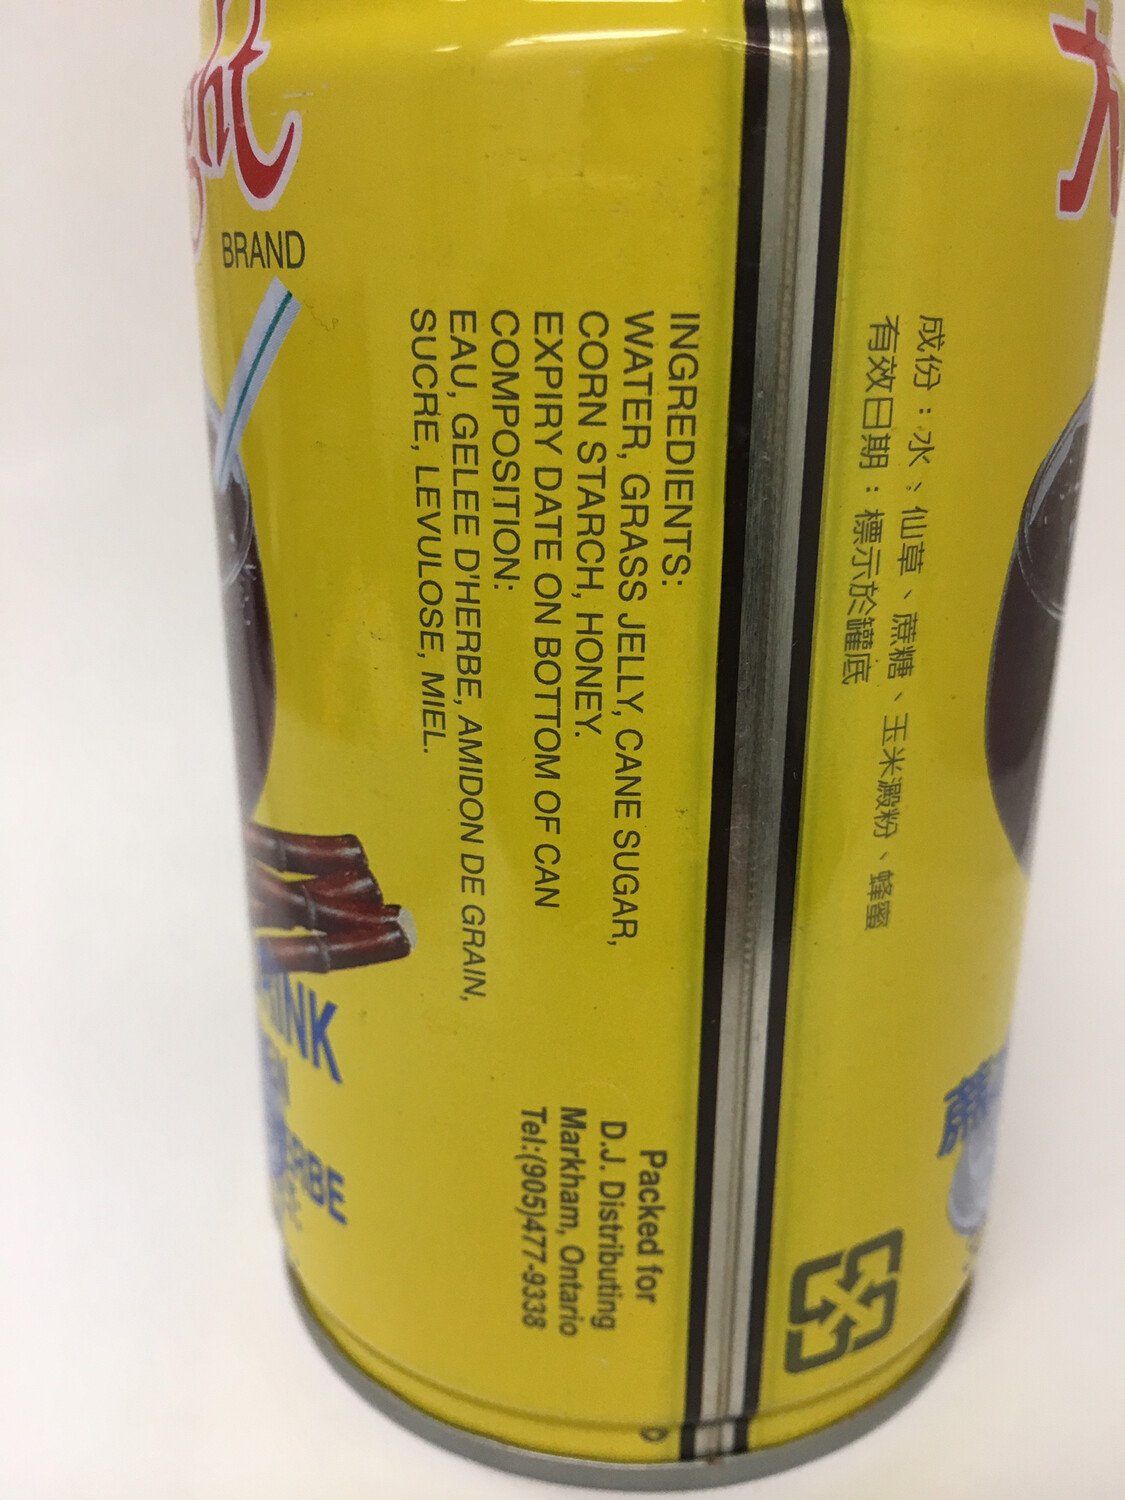 BRAND
INGREDIENTS:
WATER, GRASS JELLY, CANE SUGAR,
CORN STARCH, HONEY.
EXPIRY DATE ON BOTTOM OF CAN
COMPOSITION:
EAU, GELEE D'HERBE, AMIDON DE GRAIN,
SUCRE, LEVULOSE, MIEL.
Packed for
D.J. Distributing
Markham, Ontario
Tel:(905)477-9338
成份：水、仙草、蔗糖、玉米澱粉、蜂蜜
有效日期：標示於罐底